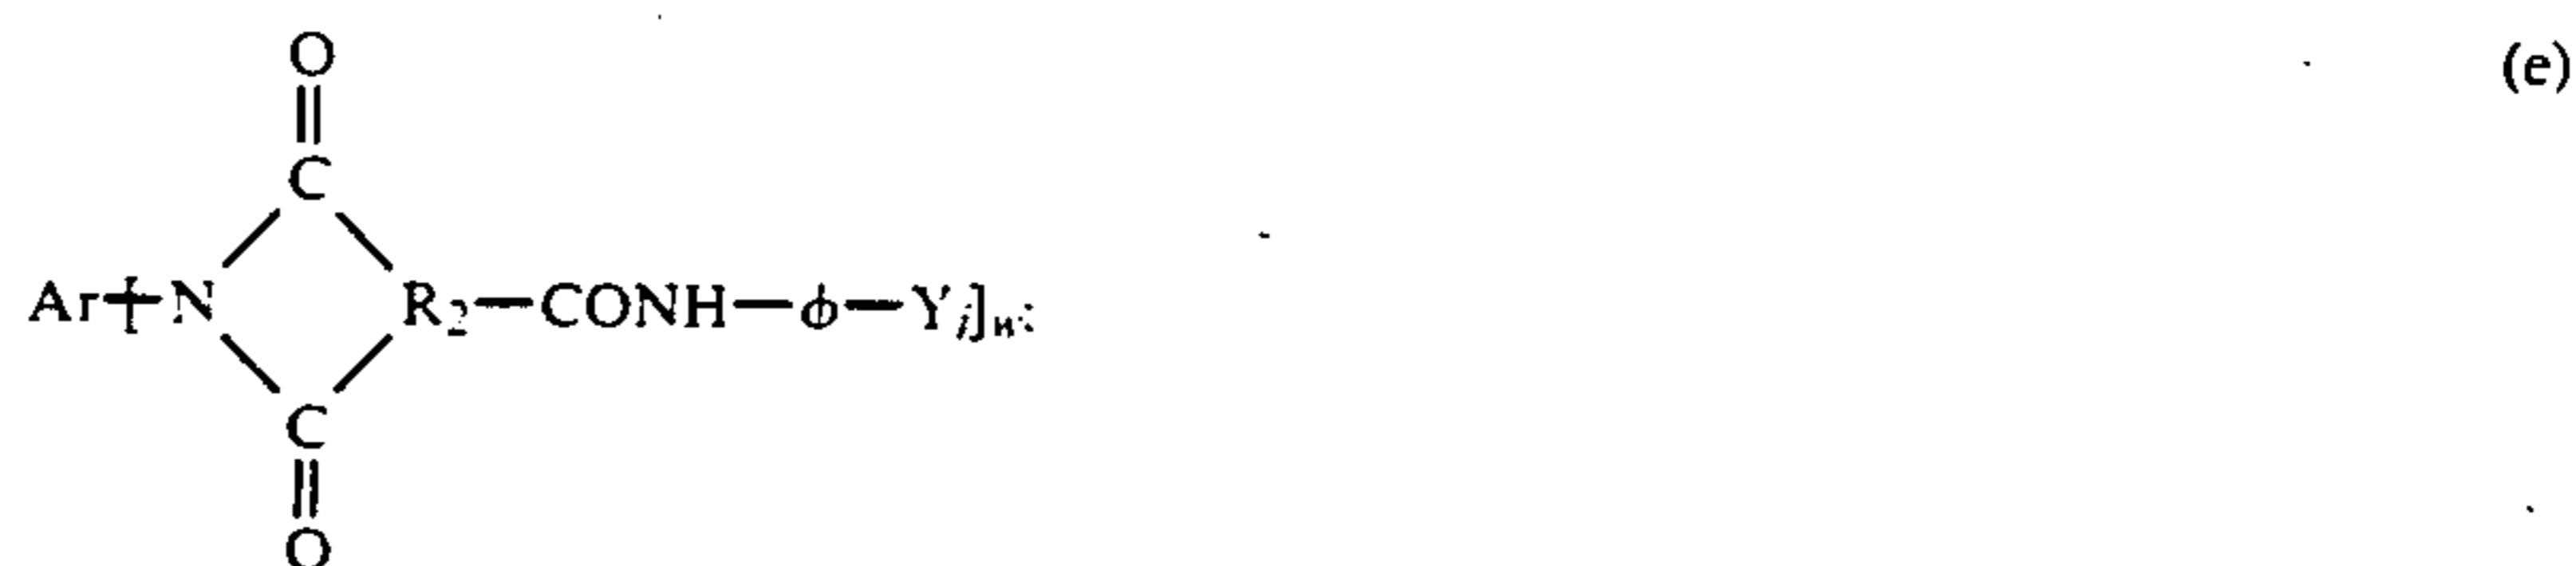 O
(e)
C
Ar—[N R₂—CONH—ϕ—Yᵢ]
C
O